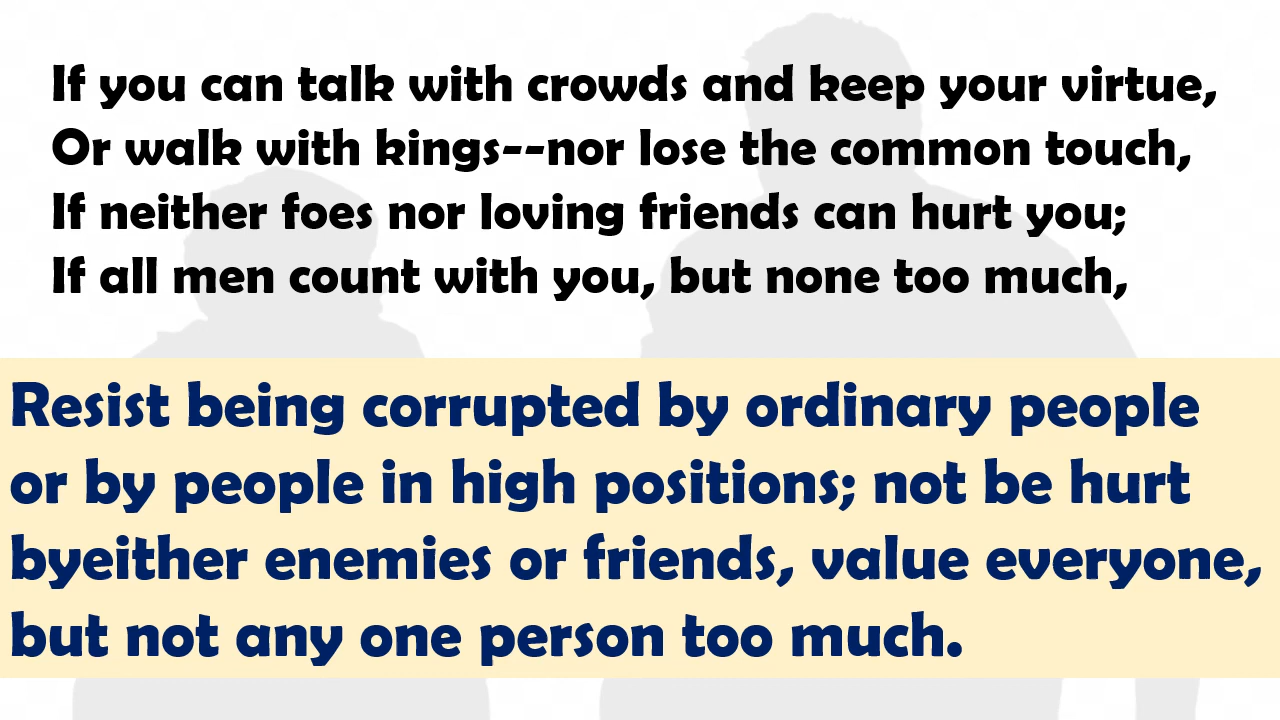 If you can talk with crowds and keep your virtue,
Or walk with kings--nor lose the common touch,
If neither foes nor loving friends can hurt you;
If all men count with you, but none too much,
Resist being corrupted by ordinary people
or by people in high positions; not be hurt
byeither enemies or friends, value everyone,
but not any one person too much.